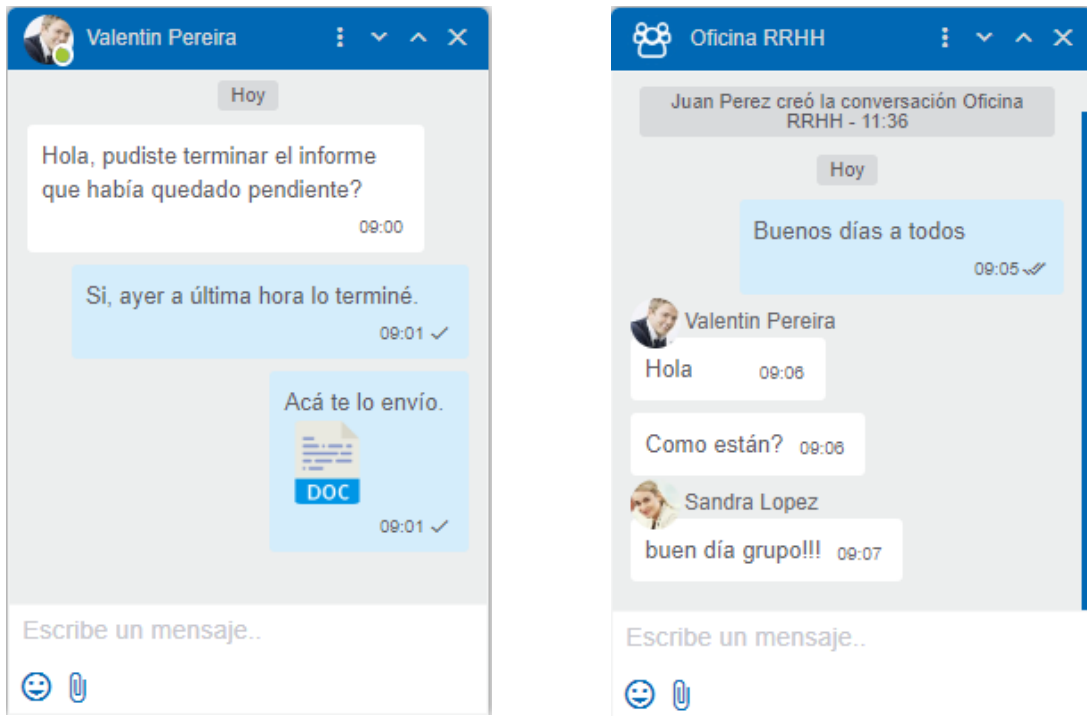 Valentin Pereira
Hoy
Hola, pudiste terminar el informe
que había quedado pendiente?
09:00
Si, ayer a última hora lo terminé.
09:01
Acá te lo envío.
DOC
09:01
Escribe un mensaje..
Oficina RRHH
Juan Perez creó la conversación Oficina
RRHH - 11:36
Hoy
Buenos días a todos
09:05
Valentin Pereira
Hola 09:06
Como están? 09:06
Sandra Lopez
buen día grupo!!! 09:07
Escribe un mensaje..